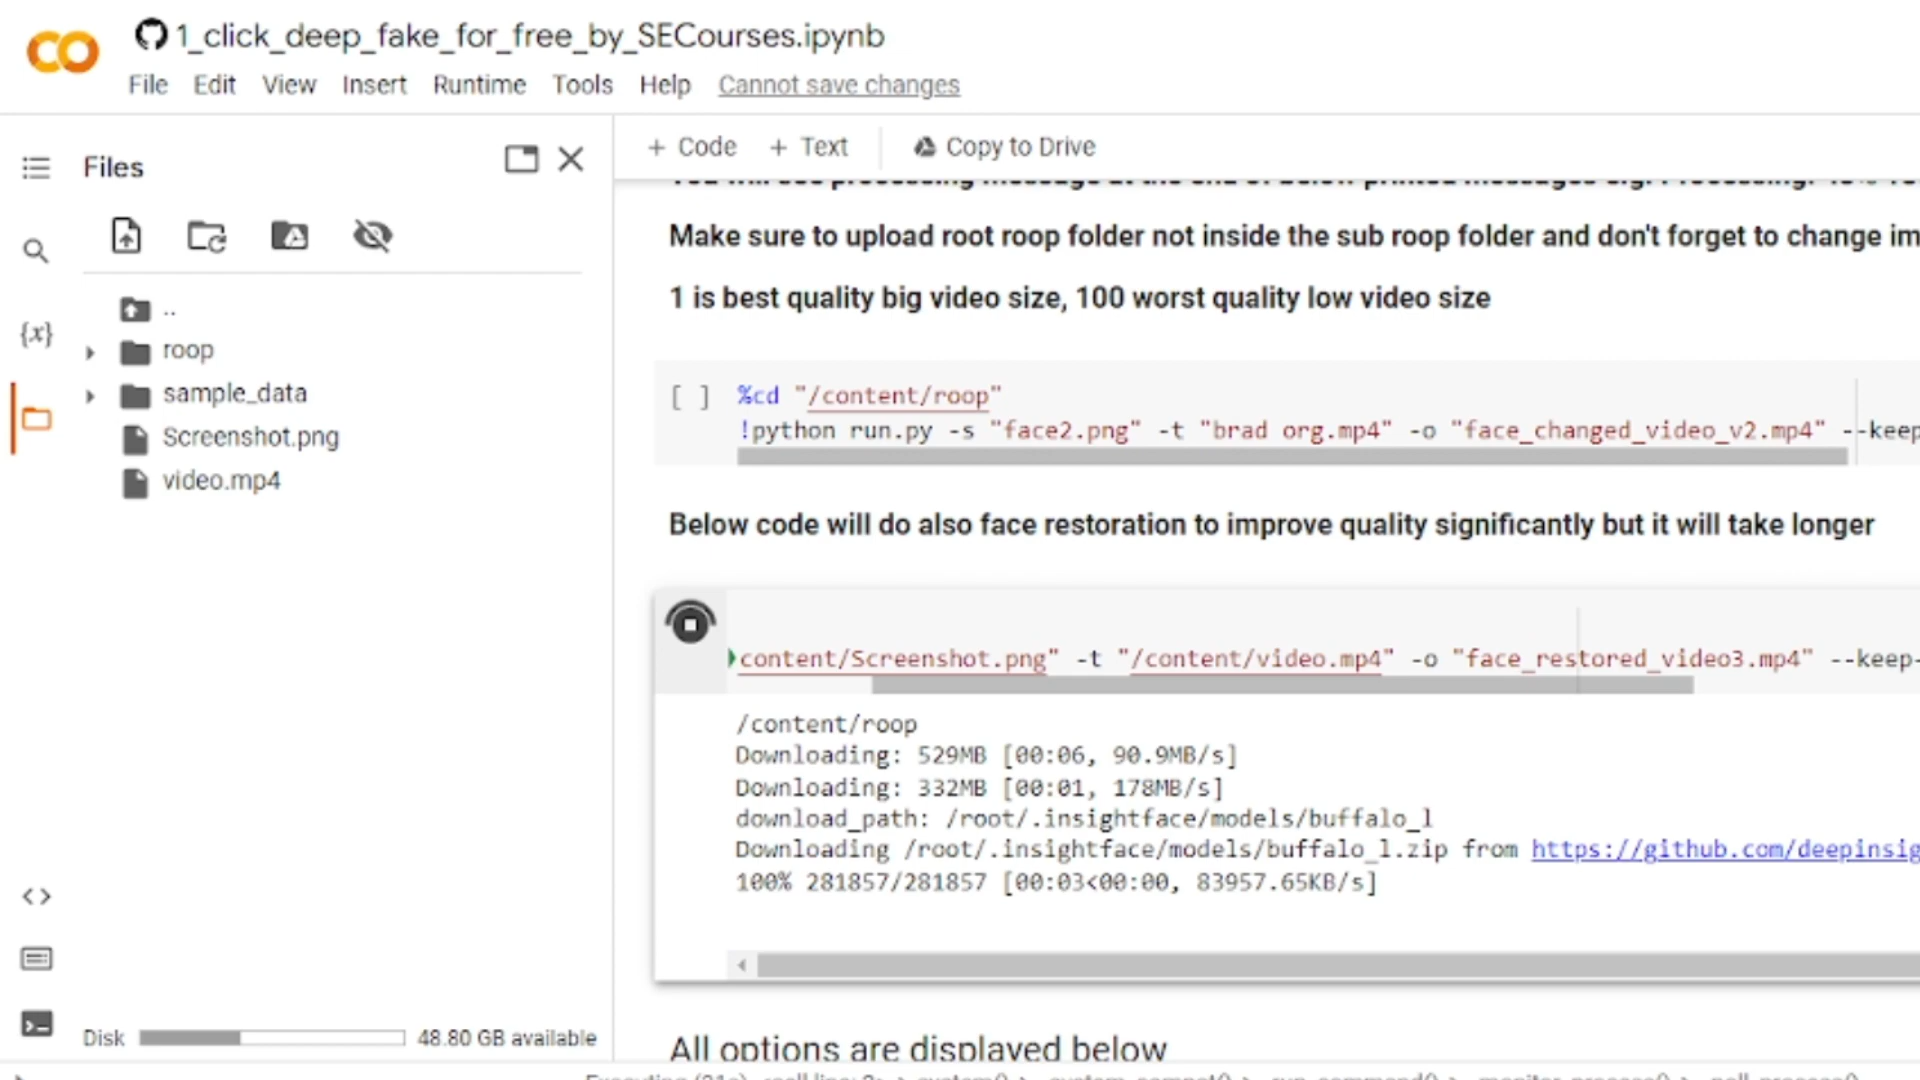 1_click_deep_fake_for_free_by_SECourses.ipynb
File Edit View Insert Runtime Tools Help Cannot save changes
Files
+ Code + Text Copy to Drive
Make sure to upload root roop folder not inside the sub roop folder and don't forget to change im
1 is best quality big video size, 100 worst quality low video size
{x}
..
roop
sample_data
Screenshot.png
video.mp4
[ ] %cd "/content/roop"
!python run.py -s "face2.png" -t "brad org.mp4" -o "face_changed_video_v2.mp4" --keep
Below code will do also face restoration to improve quality significantly but it will take longer
content/Screenshot.png" -t "/content/video.mp4" -o "face_restored_video3.mp4" --keep-
/content/roop
Downloading: 529MB [00:06, 90.9MB/s]
Downloading: 332MB [00:01, 178MB/s]
download_path: /root/.insightface/models/buffalo_l
Downloading /root/.insightface/models/buffalo_l.zip from https://github.com/deepinsig
100% 281857/281857 [00:03<00:00, 83957.65KB/s]
Disk 48.80 GB available
All options are displayed below